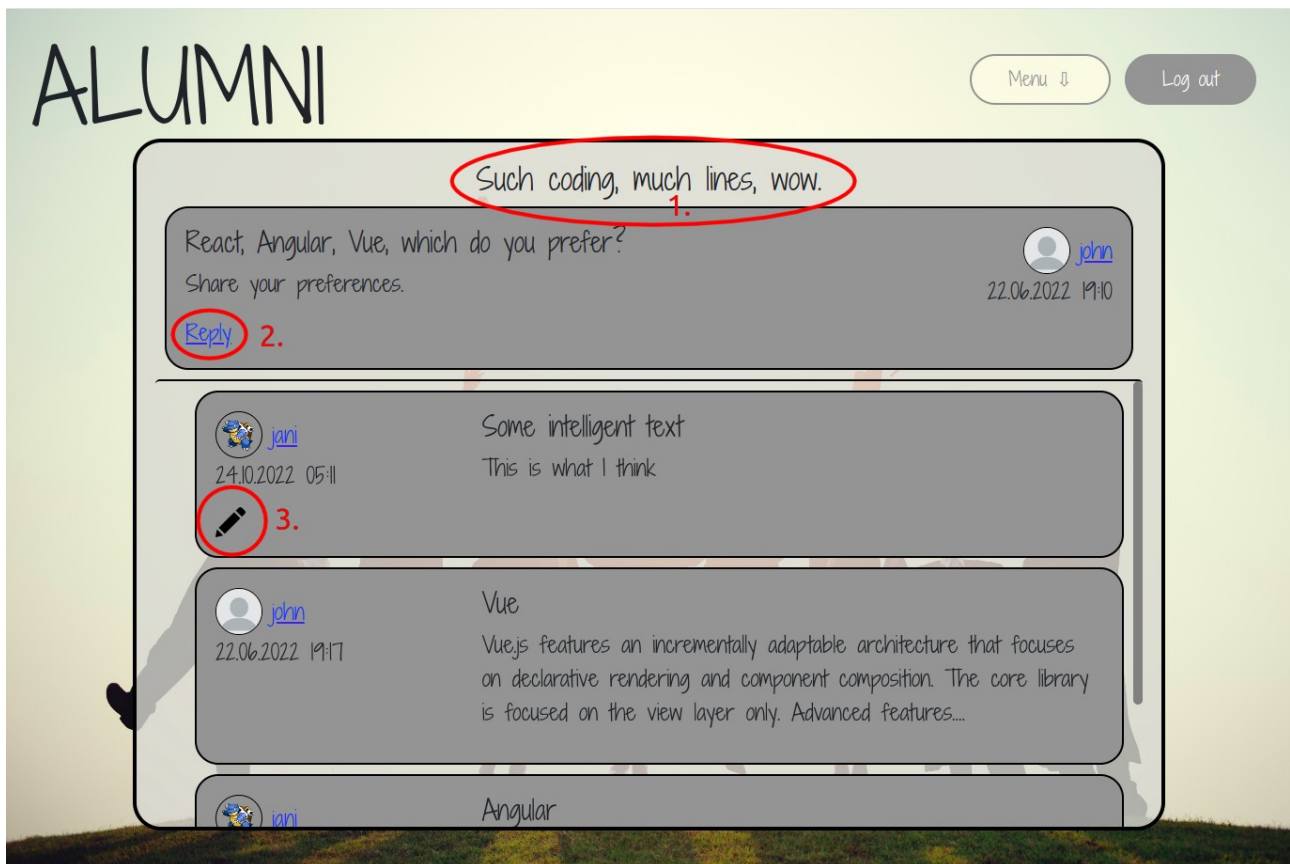 ALUMNI
Menu ⇩
Log out
Such coding, much lines, wow.
1.
React, Angular, Vue, which do you prefer?
Share your preferences.
john
22.06.2022 19:10
Reply
2.
jani
24.10.2022 05:11
3.
Some intelligent text
This is what I think
john
22.06.2022 19:17
Vue
Vue.js features an incrementally adaptable architecture that focuses
on declarative rendering and component composition. The core library
is focused on the view layer only. Advanced features....
jani
Angular